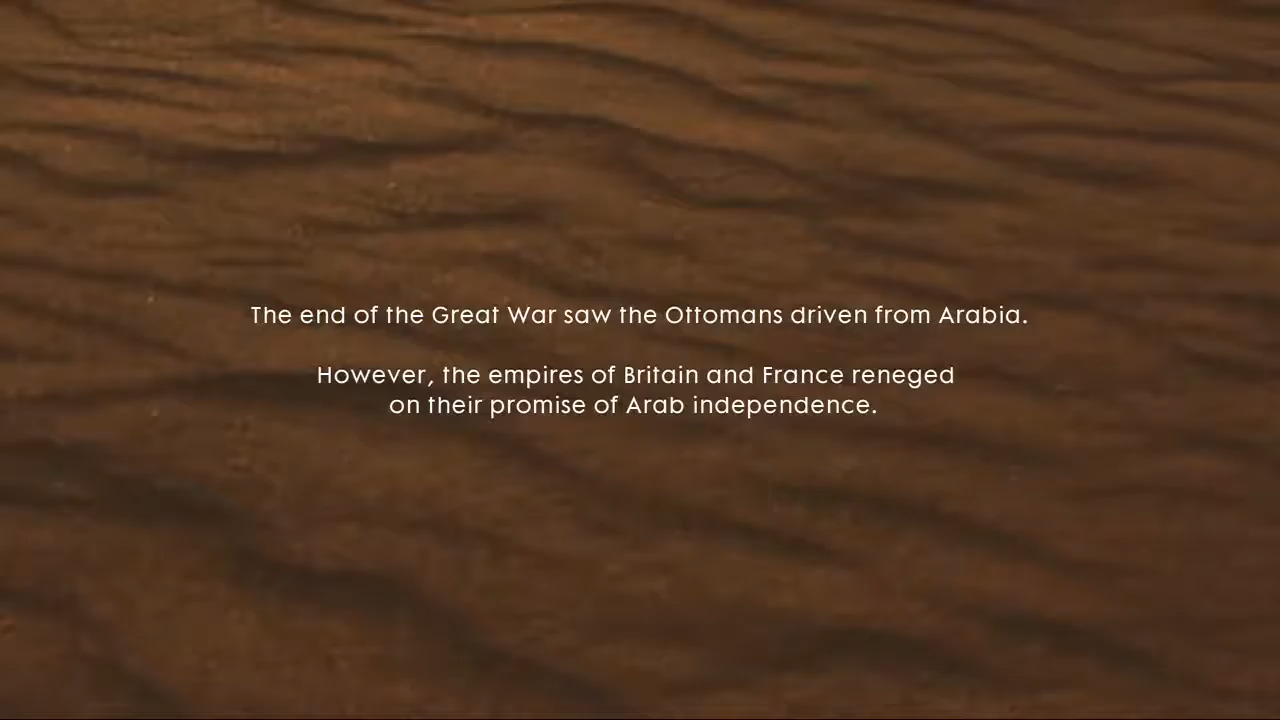 The end of the Great War saw the Ottomans driven from Arabia.
However, the empires of Britain and France reneged
on their promise of Arab independence.